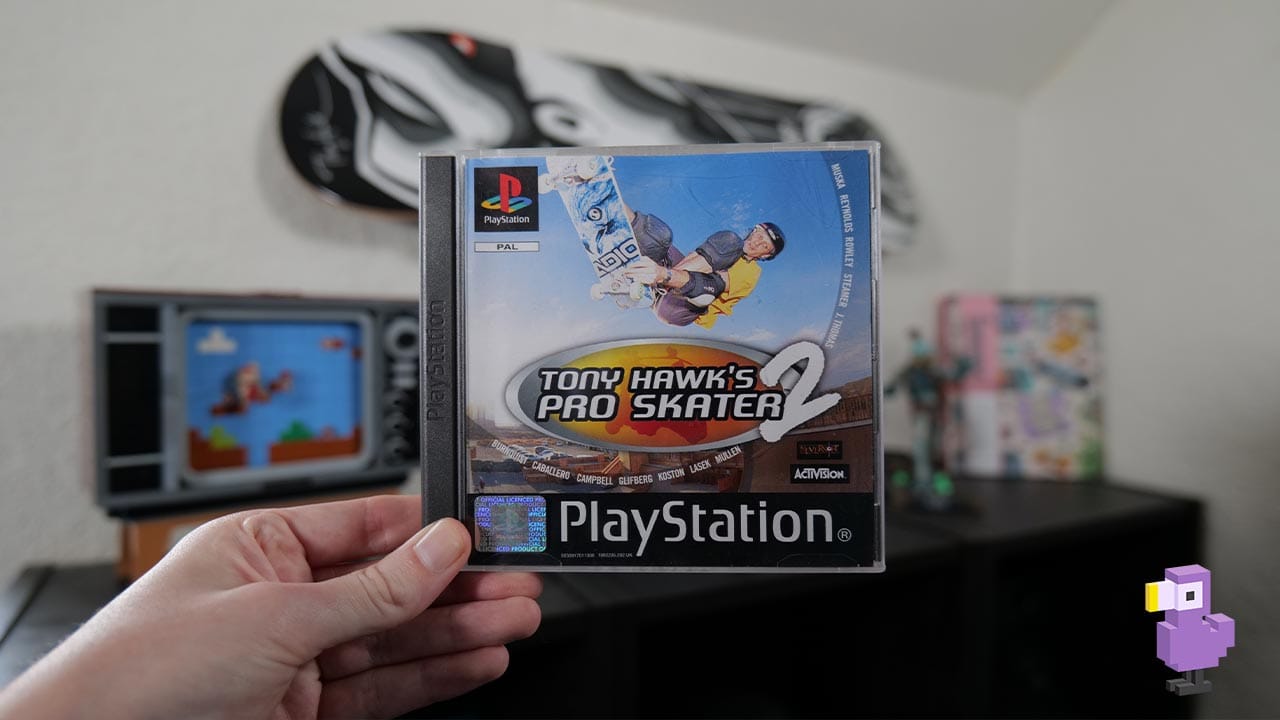 PlayStation
PAL
MUSKA REYNOLDS ROWLEY STEAMER J. THOMAS
ADIO
TONY HAWK'S
PRO SKATER 2
BURNQUIST CABALLERO CAMPBELL GLIFBERG KOSTON LASEK MULLEN
NEVERSOFT
ACTIVISION
PlayStation
PlayStation®